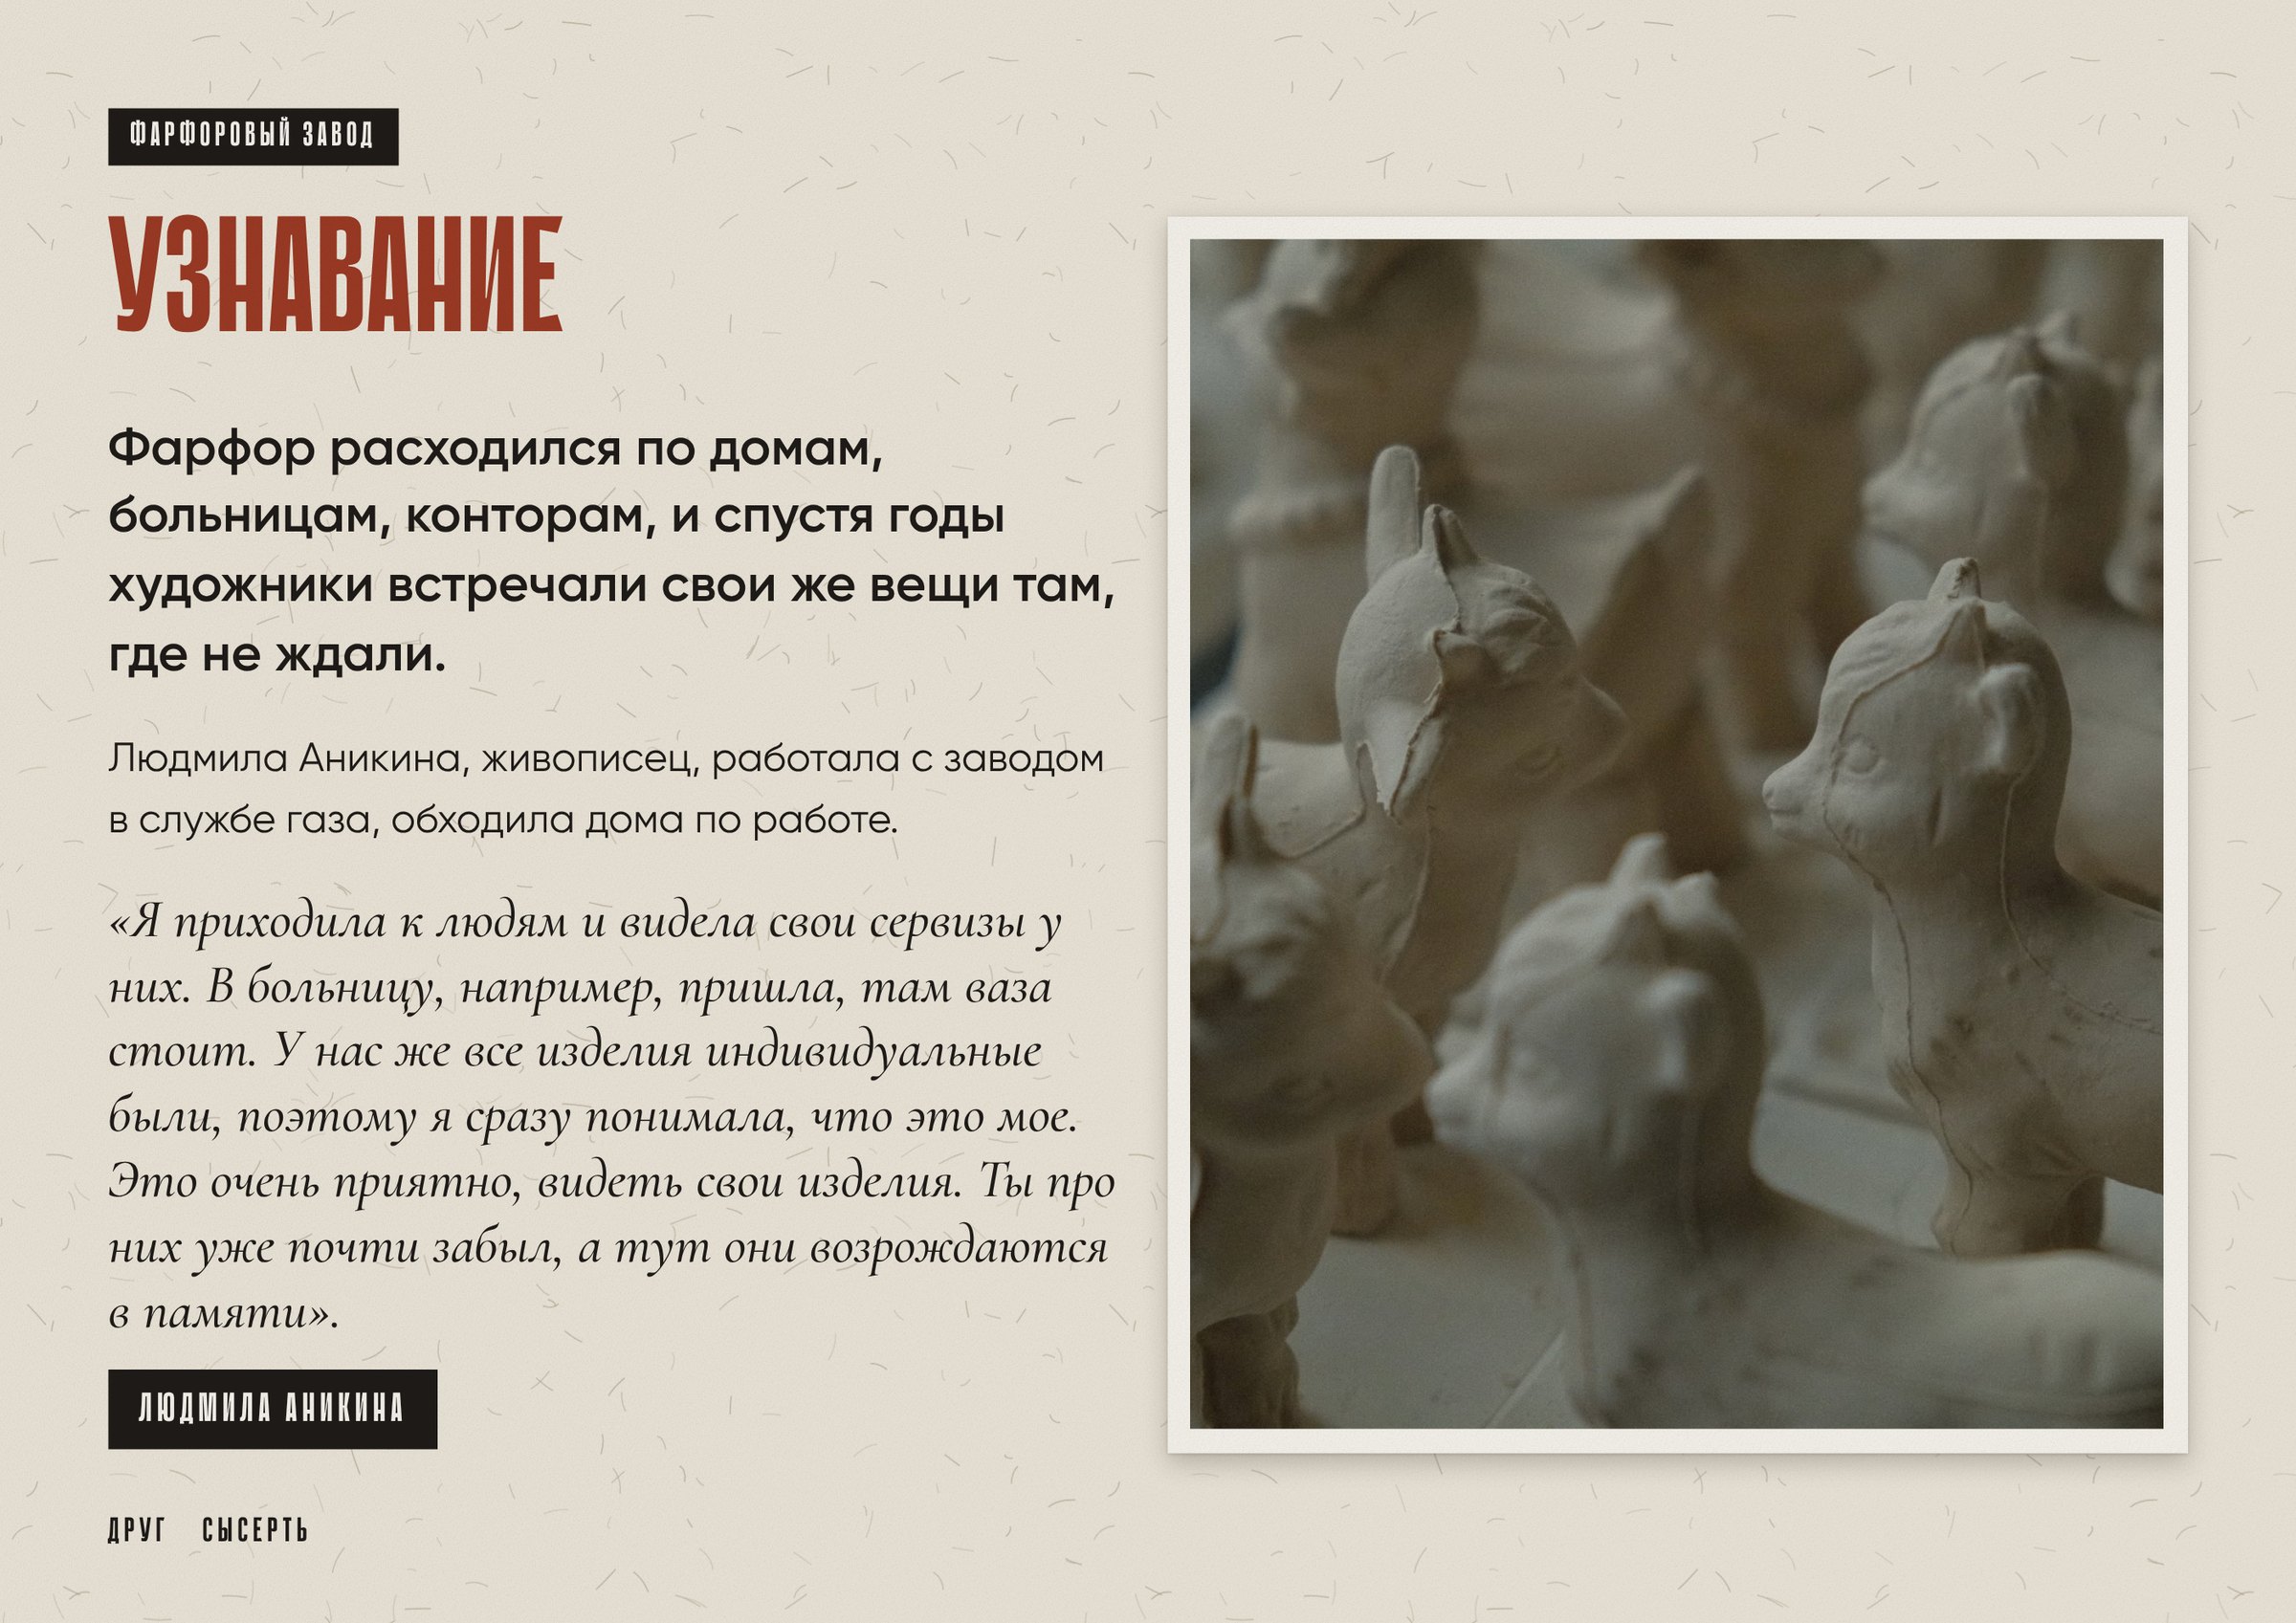 ФАРФОРОВЫЙ ЗАВОД
УЗНАВАНИЕ
Фарфор расходился по домам,
больницам, конторам, и спустя годы
художники встречали свои же вещи там,
где не ждали.
Людмила Аникина, живописец, работала с заводом
в службе газа, обходила дома по работе.
«Я приходила к людям и видела свои сервизы у
них. В больницу, например, пришла, там ваза
стоит. У нас же все изделия индивидуальные
были, поэтому я сразу понимала, что это мое.
Это очень приятно, видеть свои изделия. Ты про
них уже почти забыл, а тут они возрождаются
в памяти».
ЛЮДМИЛА АНИКИНА
ДРУГ СЫСЕРТЬ